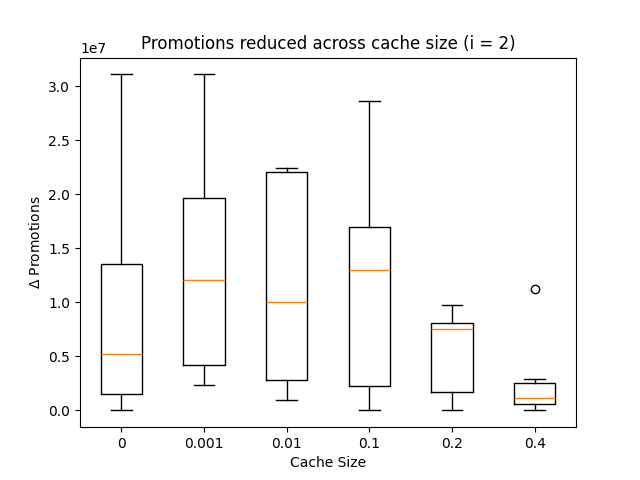 Promotions reduced across cache size (i = 2)
1e7
3.0
2.5
2.0
1.5
1.0
0.5
0.0
Δ Promotions
0 0.001 0.01 0.1 0.2 0.4
Cache Size